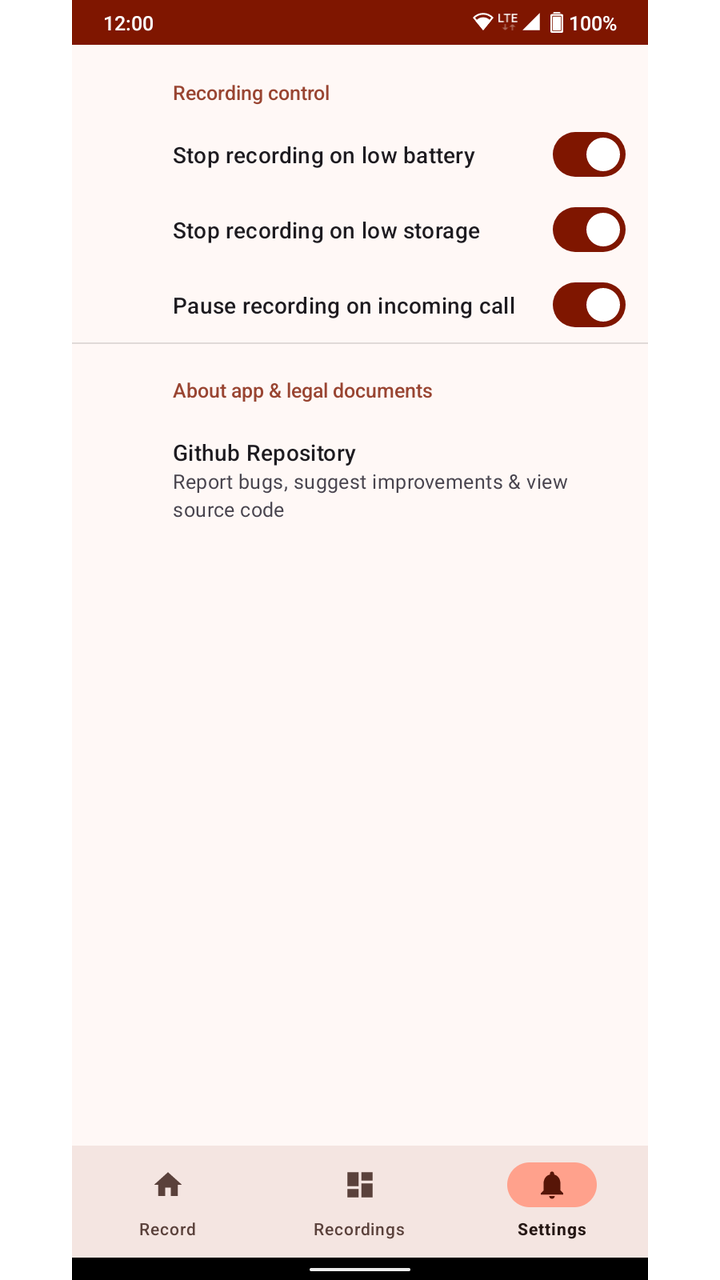 12:00 LTE 100%
Recording control
Stop recording on low battery
Stop recording on low storage
Pause recording on incoming call
About app & legal documents
Github Repository
Report bugs, suggest improvements & view
source code
Record Recordings Settings